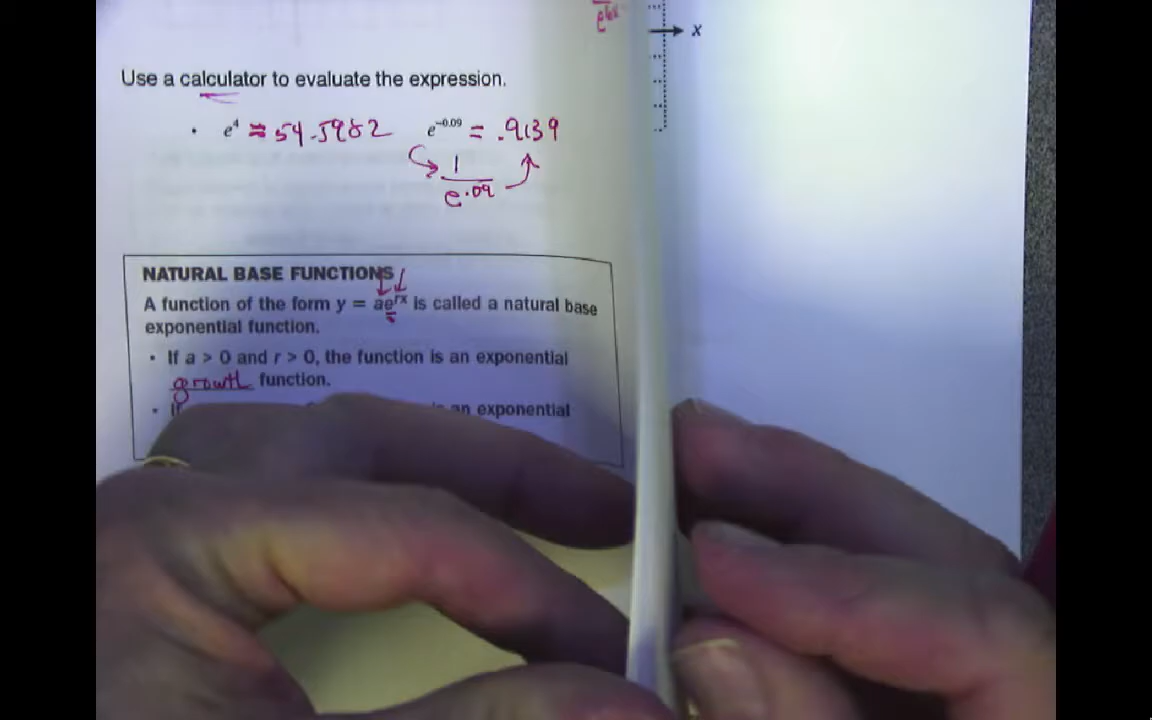 x
Use a calculator to evaluate the expression.
• e⁴ ≈ 54.5982 e⁻⁰·⁰⁹ = .9139
1
e^.09
NATURAL BASE FUNCTIONS
A function of the form y = ae^rx is called a natural base
exponential function.
• If a > 0 and r > 0, the function is an exponential
growth function.
• If is an exponential